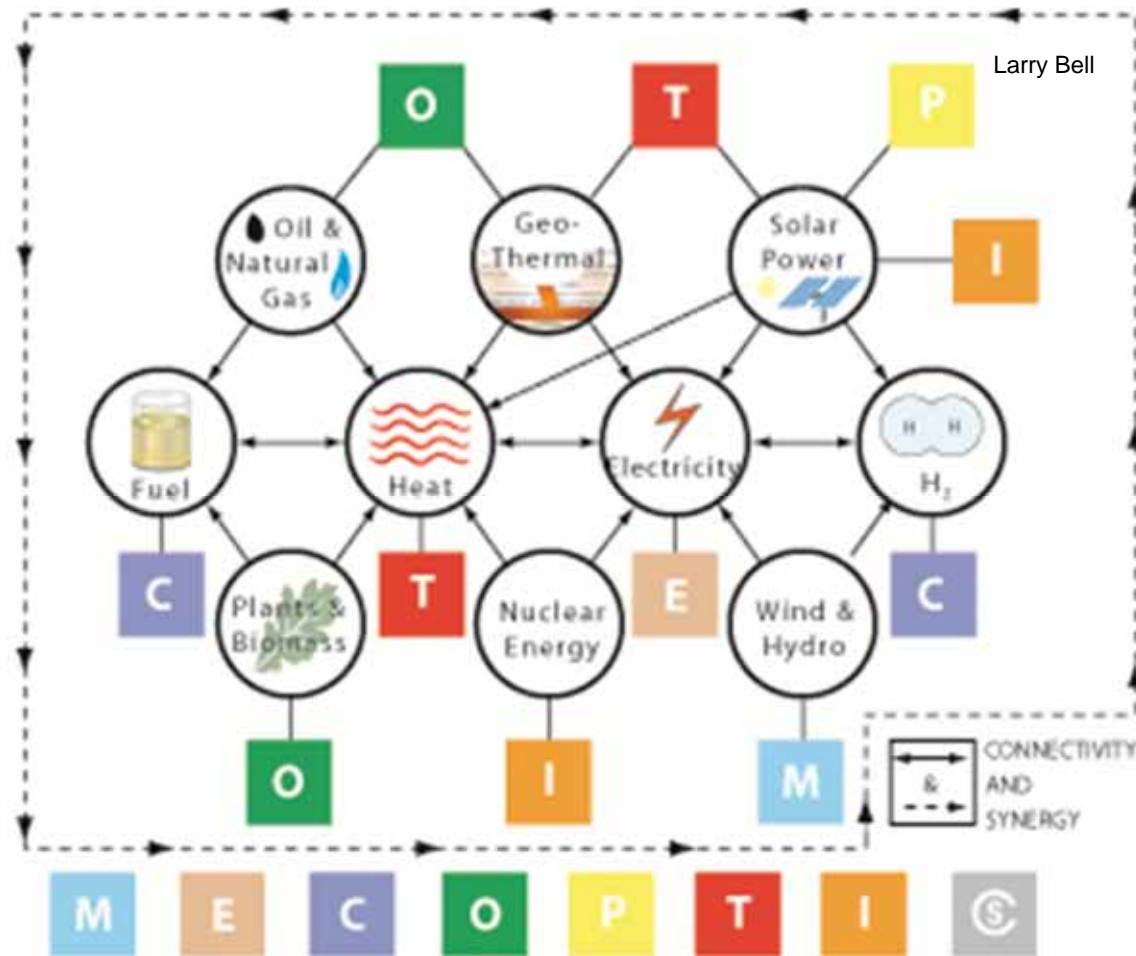 Larry Bell
O
T
P
Oil &
Natural
Gas
Geo-
Thermal
Solar
Power
I
Fuel
Heat
Electricity
H H
H₂
C
T
E
C
Plants &
Biomass
Nuclear
Energy
Wind &
Hydro
O
I
M
CONNECTIVITY
& AND
SYNERGY
M E C O P T I CS